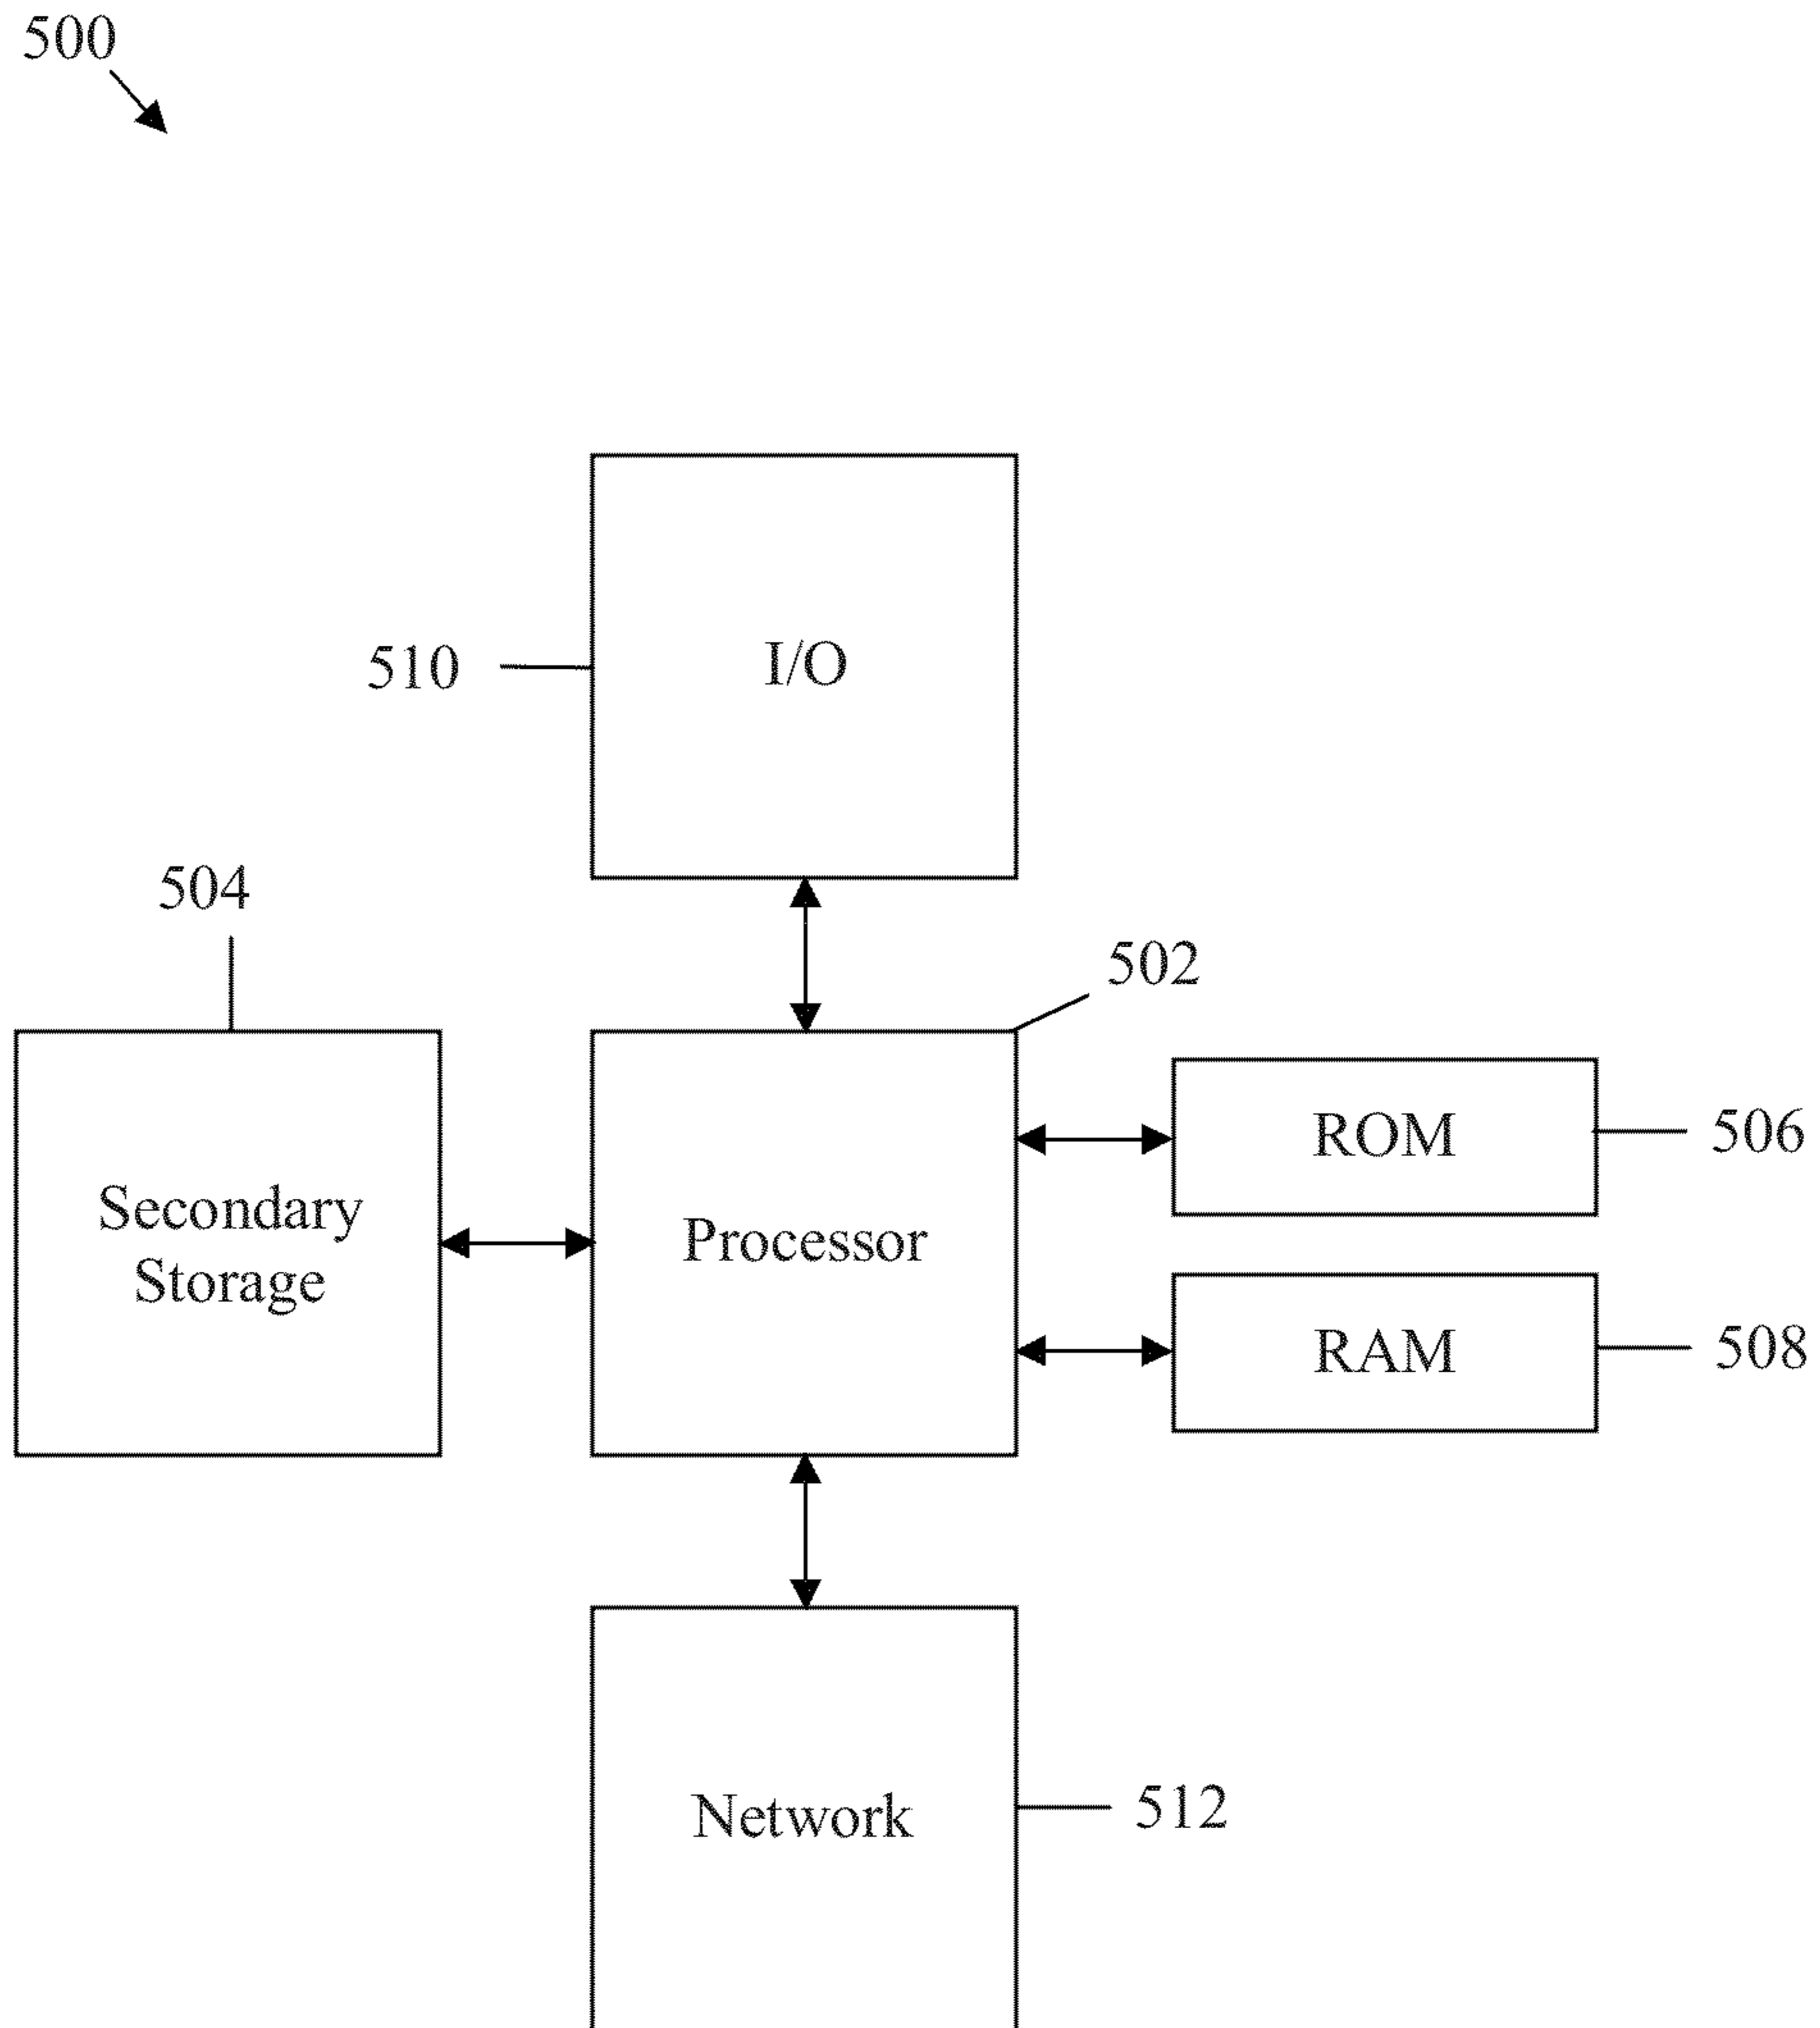 500
I/O
510
504
502
ROM
506
Secondary
Storage
Processor
RAM
508
Network
512